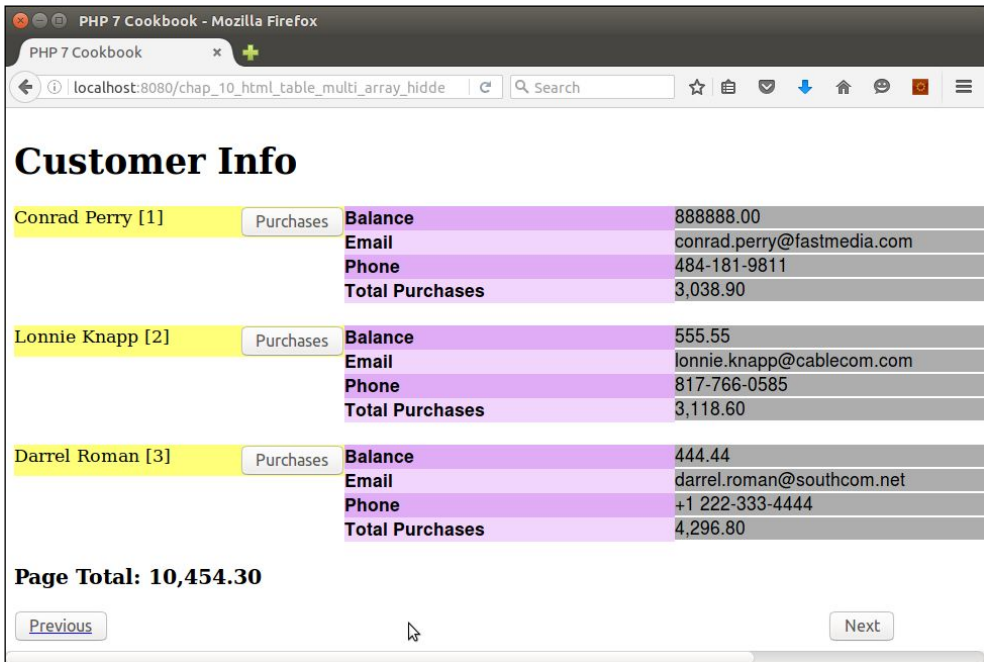 PHP 7 Cookbook - Mozilla Firefox
PHP 7 Cookbook
localhost:8080/chap_10_html_table_multi_array_hidde
Search
Customer Info
Conrad Perry [1] Purchases Balance 888888.00
Email conrad.perry@fastmedia.com
Phone 484-181-9811
Total Purchases 3,038.90
Lonnie Knapp [2] Purchases Balance 555.55
Email lonnie.knapp@cablecom.com
Phone 817-766-0585
Total Purchases 3,118.60
Darrel Roman [3] Purchases Balance 444.44
Email darrel.roman@southcom.net
Phone +1 222-333-4444
Total Purchases 4,296.80
Page Total: 10,454.30
Previous Next